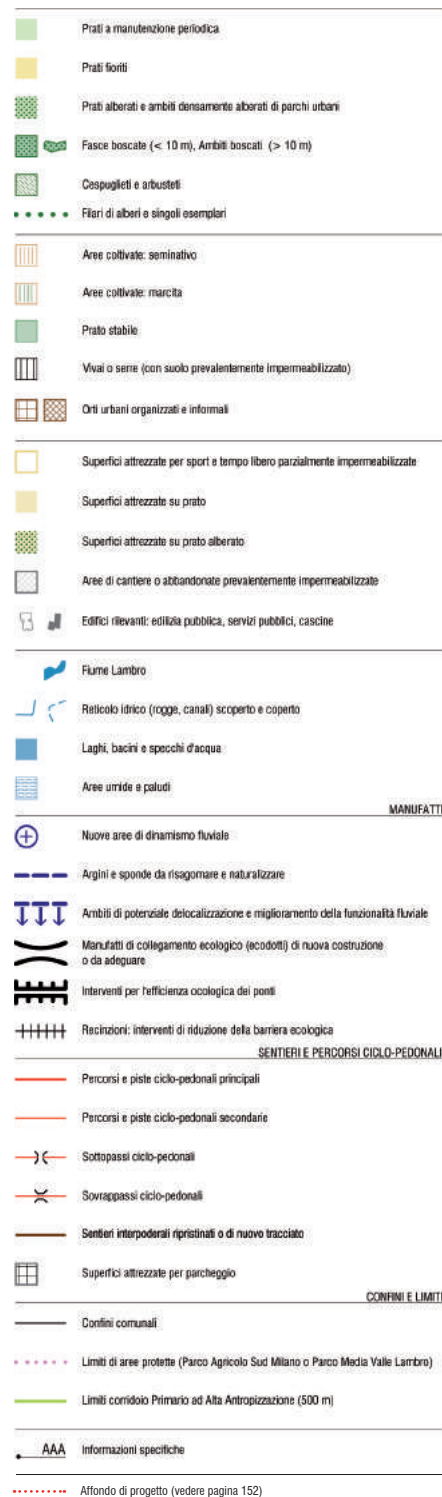 Prati a manutenzione periodica
Prati fioriti
Prati alberati e ambiti densamente alberati di parchi urbani
Fasce boscate (< 10 m), Ambiti boscati (> 10 m)
Cespuglieti e arbusteti
Filari di alberi e singoli esemplari
Aree coltivate: seminativo
Aree coltivate: marcita
Prato stabile
Vivai o serre (con suolo prevalentemente impermeabilizzato)
Orti urbani organizzati e informali
Superfici attrezzate per sport e tempo libero parzialmente impermeabilizzate
Superfici attrezzate su prato
Superfici attrezzate su prato alberato
Aree di cantiere o abbandonate prevalentemente impermeabilizzate
Edifici rilevanti: edilizia pubblica, servizi pubblici, cascine
Fiume Lambro
Reticolo idrico (rogge, canali) scoperto e coperto
Laghi, bacini e specchi d'acqua
Aree umide e paludi
MANUFATTI
Nuove aree di dinamismo fluviale
Argini e sponde da risagomare e naturalizzare
Ambiti di potenziale delocalizzazione e miglioramento della funzionalità fluviale
Manufatti di collegamento ecologico (ecodotti) di nuova costruzione
o da adeguare
Interventi per l'efficienza ecologica dei ponti
Recinzioni: interventi di riduzione della barriera ecologica
SENTIERI E PERCORSI CICLO-PEDONALI
Percorsi e piste ciclo-pedonali principali
Percorsi e piste ciclo-pedonali secondarie
Sottopassi ciclo-pedonali
Sovrappassi ciclo-pedonali
Sentieri interpoderali ripristinati o di nuovo tracciato
Superfici attrezzate per parcheggio
CONFINI E LIMITI
Confini comunali
Limiti di aree protette (Parco Agricolo Sud Milano o Parco Media Valle Lambro)
Limiti corridoio Primario ad Alta Antropizzazione (500 m)
AAA Informazioni specifiche
Affondo di progetto (vedere pagina 152)